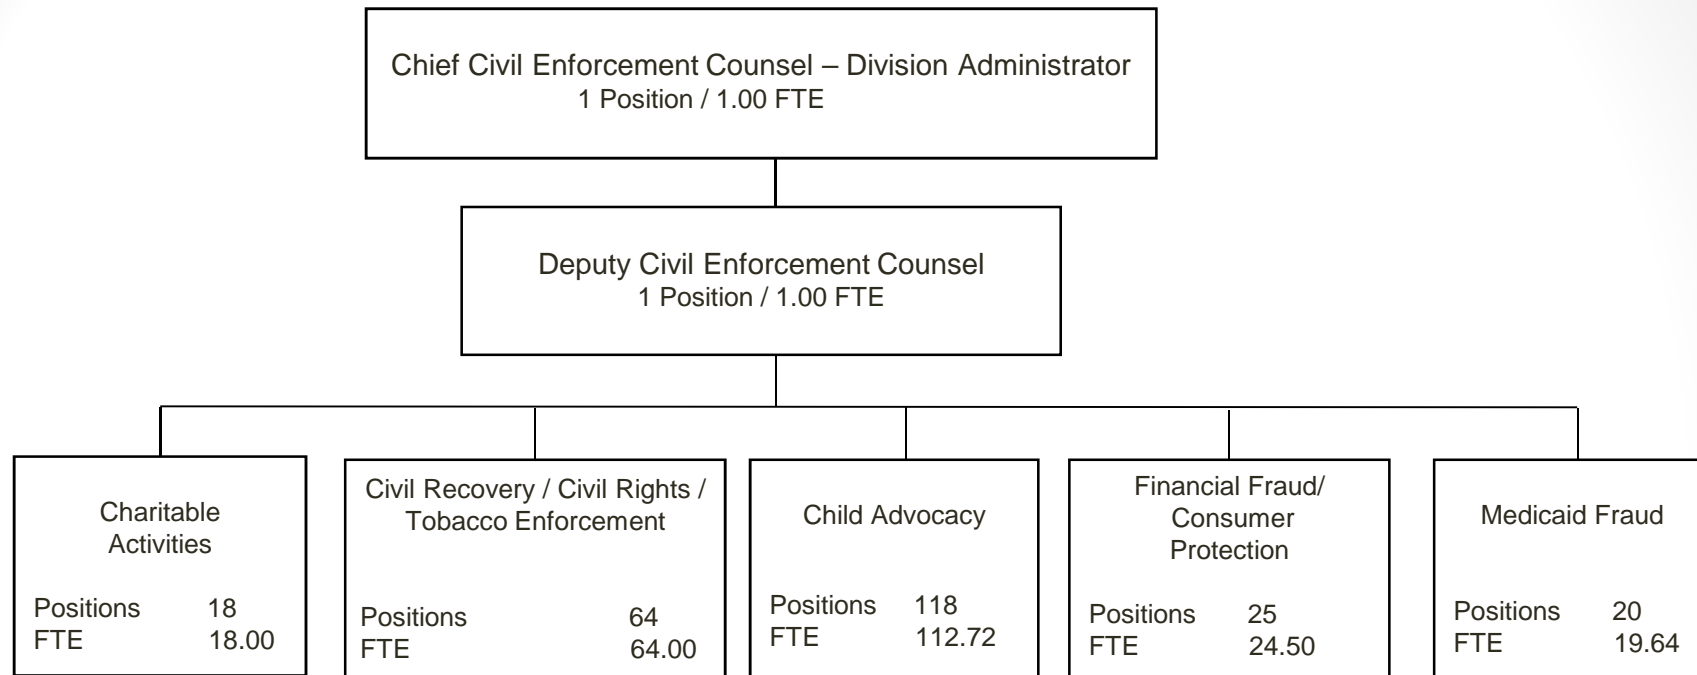 Chief Civil Enforcement Counsel – Division Administrator
1 Position / 1.00 FTE
Deputy Civil Enforcement Counsel
1 Position / 1.00 FTE
Charitable
Activities
Positions 18
FTE 18.00
Civil Recovery / Civil Rights /
Tobacco Enforcement
Positions 64
FTE 64.00
Child Advocacy
Positions 118
FTE 112.72
Financial Fraud/
Consumer
Protection
Positions 25
FTE 24.50
Medicaid Fraud
Positions 20
FTE 19.64